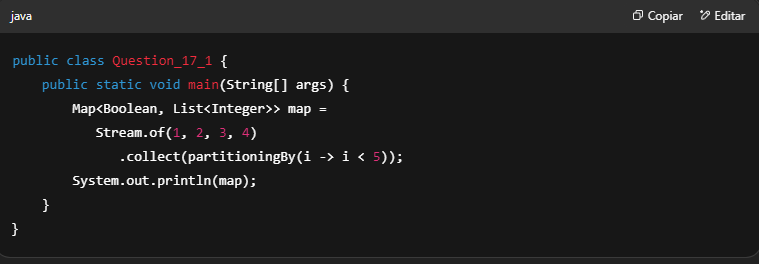 java Copiar Editar
public class Question_17_1 {
    public static void main(String[] args) {
        Map<Boolean, List<Integer>> map =
           Stream.of(1, 2, 3, 4)
              .collect(partitioningBy(i -> i < 5));
        System.out.println(map);
    }
}